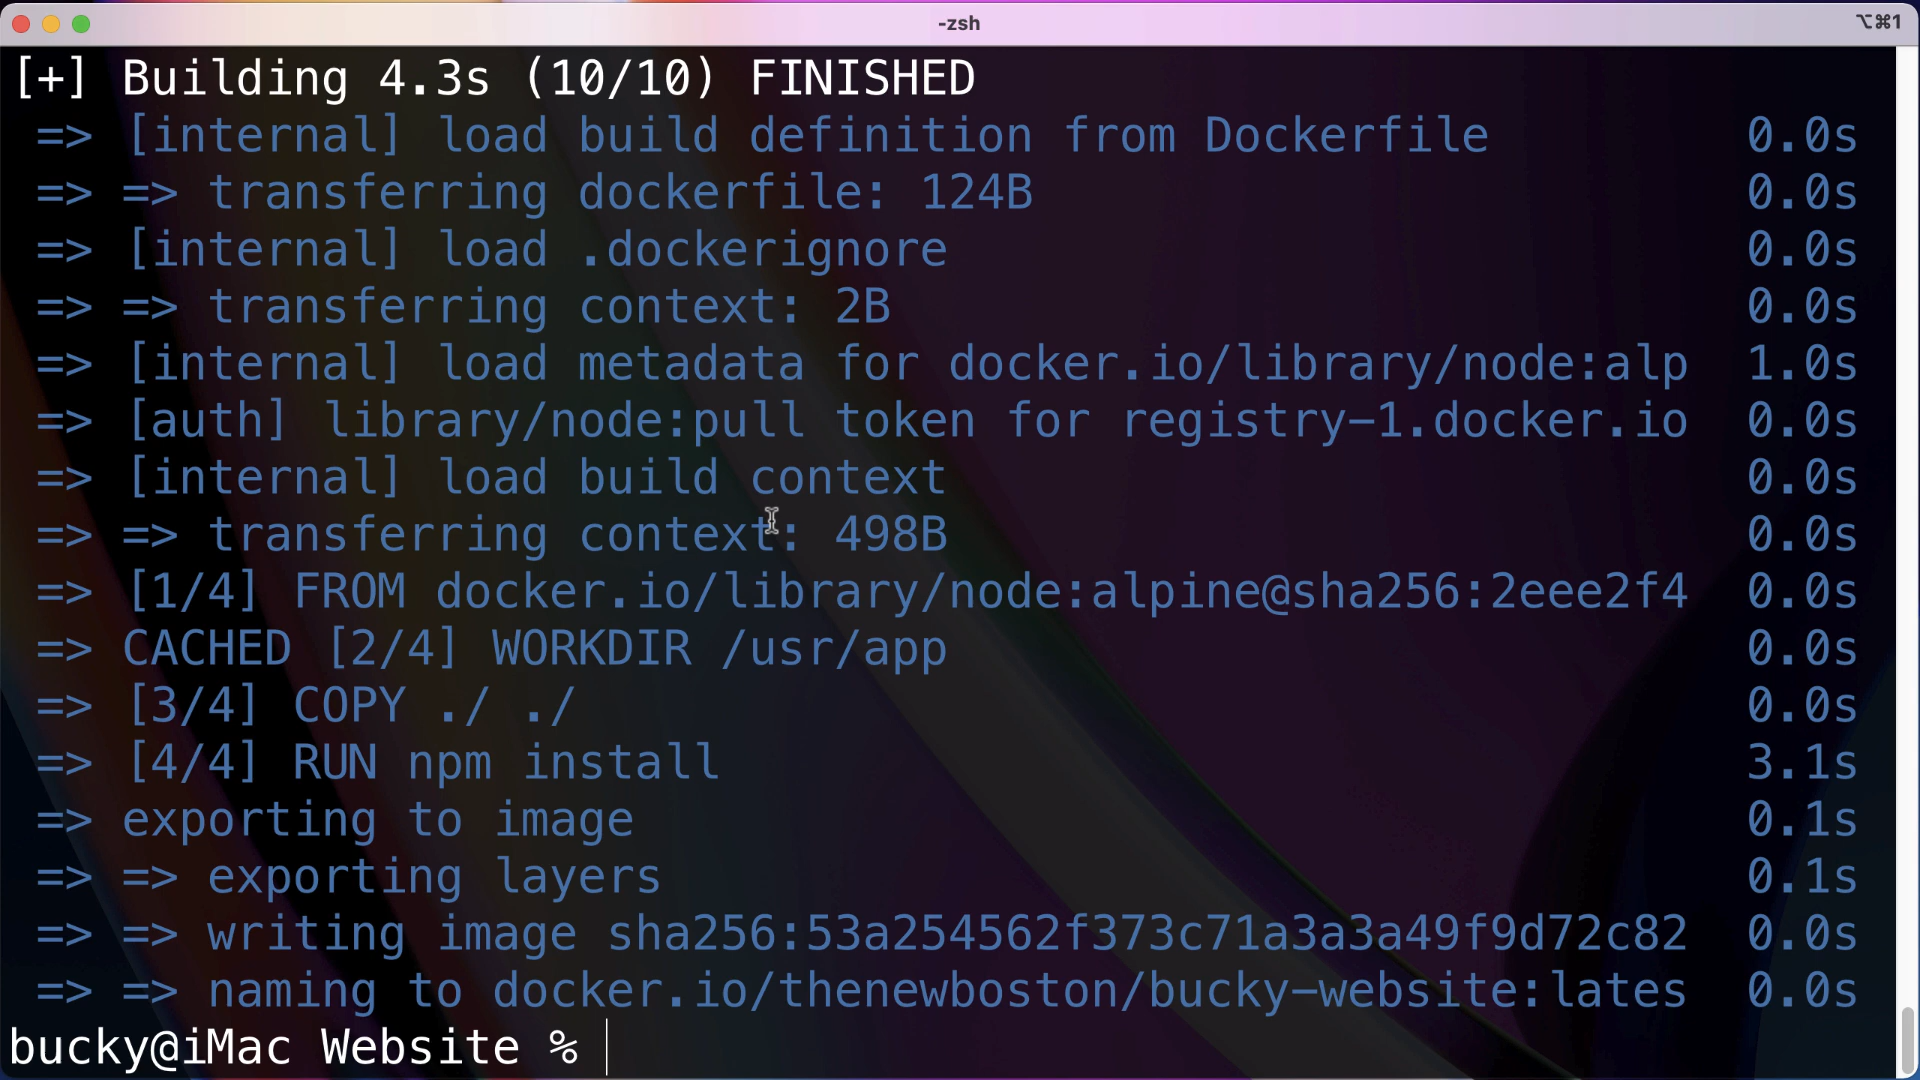 -zsh
⌥⌘1
[+] Building 4.3s (10/10) FINISHED
=> [internal] load build definition from Dockerfile 0.0s
=> => transferring dockerfile: 124B 0.0s
=> [internal] load .dockerignore 0.0s
=> => transferring context: 2B 0.0s
=> [internal] load metadata for docker.io/library/node:alp 1.0s
=> [auth] library/node:pull token for registry-1.docker.io 0.0s
=> [internal] load build context 0.0s
=> => transferring context: 498B 0.0s
=> [1/4] FROM docker.io/library/node:alpine@sha256:2eee2f4 0.0s
=> CACHED [2/4] WORKDIR /usr/app 0.0s
=> [3/4] COPY ./ ./ 0.0s
=> [4/4] RUN npm install 3.1s
=> exporting to image 0.1s
=> => exporting layers 0.1s
=> => writing image sha256:53a254562f373c71a3a3a49f9d72c82 0.0s
=> => naming to docker.io/thenewboston/bucky-website:lates 0.0s
bucky@iMac Website %